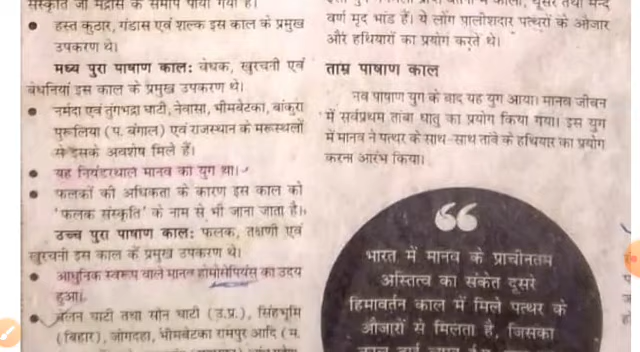 संस्कृति जो मद्रास के समीप पायी गयी है।
हस्त कुठार, गंडास एवं शल्क इस काल के प्रमुख
उपकरण थे।
मध्य पुरा पाषाण काल: बेधक, खुरचनी एवं
बेधनियां इस काल के प्रमुख उपकरण थे।
नर्मदा एवं तुंगभद्रा घाटी, नेवासा, भीमबेटका, बांकुरा
पुरूलिया (प. बंगाल) एवं राजस्थान के मरूस्थलों
में इसके अवशेष मिले हैं।
यह नियंडरथाल मानव का युग था।
फलकों की अधिकता के कारण इस काल को
'फलक संस्कृति' के नाम से भी जाना जाता है।
उच्च पुरा पाषाण काल: फलक, तक्षणी एवं
खुरचनी इस काल के प्रमुख उपकरण थे।
आधुनिक स्वरूप वाले मानव होमोसेपियंस का उदय
हुआ।
बेलन घाटी तथा सोन घाटी (उ.प्र.), सिंहभूमि
(बिहार), जोगदहा, भीमबेटका रामपुर आदि (म.
वर्ण मृद भांड हैं। ये लोग पालीशदार पत्थरों के औजार
और हथियारों का प्रयोग करते थे।
ताम्र पाषाण काल
नव पाषाण युग के बाद यह युग आया। मानव जीवन
में सर्वप्रथम तांबा धातु का प्रयोग किया गया। इस युग
में मानव ने पत्थर के साथ-साथ तांबे के हथियार का प्रयोग
करना आरंभ किया।
“
भारत में मानव के प्राचीनतम
अस्तित्व का संकेत दूसरे
हिमावर्तन काल में मिले पत्थर के
औजारों से मिलता है, जिसका